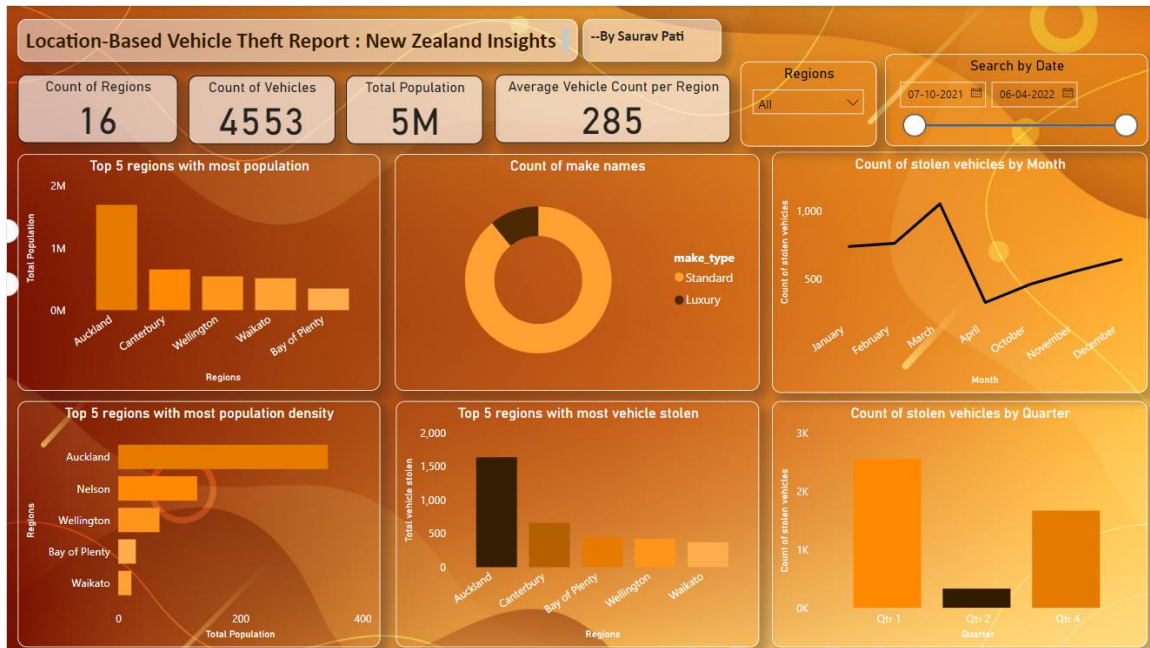 Location-Based Vehicle Theft Report : New Zealand Insights
--By Saurav Pati
Count of Regions
16
Count of Vehicles
4553
Total Population
5M
Average Vehicle Count per Region
285
Regions
All
Search by Date
07-10-2021
06-04-2022
Top 5 regions with most population
Total Population
2M
1M
0M
Auckland
Canterbury
Wellington
Waikato
Bay of Plenty
Regions
Count of make names
make_type
Standard
Luxury
Count of stolen vehicles by Month
Count of stolen vehicles
1,000
500
January
February
March
April
October
November
December
Month
Top 5 regions with most population density
Regions
Auckland
Nelson
Wellington
Bay of Plenty
Waikato
0
200
400
Total Population
Top 5 regions with most vehicle stolen
Total vehicle stolen
2,000
1,500
1,000
500
0
Auckland
Canterbury
Bay of Plenty
Wellington
Waikato
Regions
Count of stolen vehicles by Quarter
Count of stolen vehicles
3K
2K
1K
0K
Qtr 1
Qtr 2
Qtr 4
Quarter